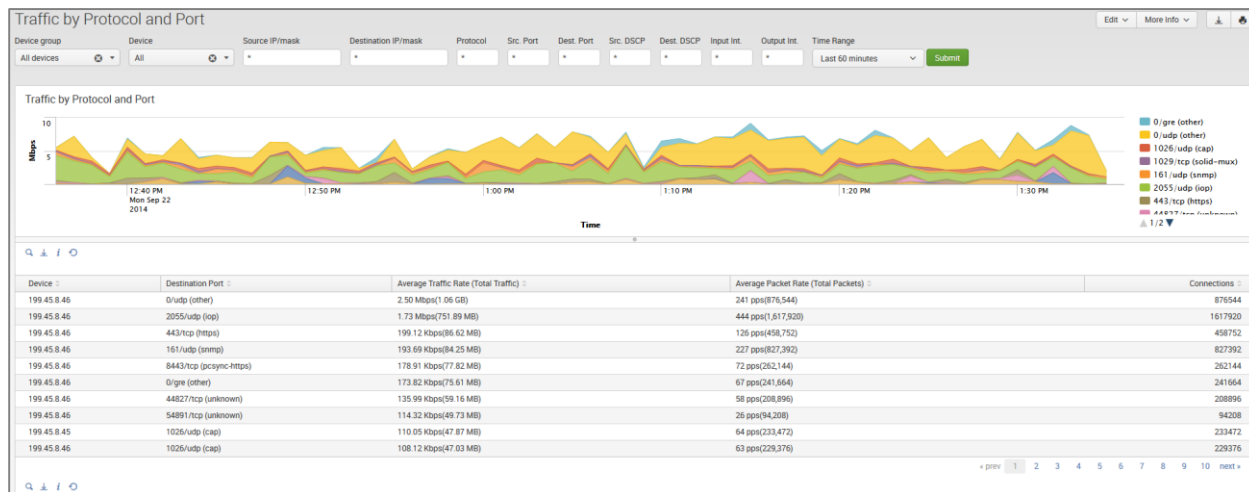 Traffic by Protocol and Port
Edit More Info
Device group Device Source IP/mask Destination IP/mask Protocol Src. Port Dest. Port Src. DSCP Dest. DSCP Input Int. Output Int. Time Range
All devices All * * * * * * * * * Last 60 minutes Submit
Traffic by Protocol and Port
10
5
Mbps
12:40 PM 12:50 PM 1:00 PM 1:10 PM 1:20 PM 1:30 PM
Mon Sep 22
2014
Time
0/gre (other)
0/udp (other)
1026/udp (cap)
1029/tcp (solid-mux)
161/udp (snmp)
2055/udp (iop)
443/tcp (https)
44827/tcp (unknown)
1/2
Device Destination Port Average Traffic Rate (Total Traffic) Average Packet Rate (Total Packets) Connections
199.45.8.46 0/udp (other) 2.50 Mbps(1.06 GB) 241 pps(876,544) 876544
199.45.8.46 2055/udp (iop) 1.73 Mbps(751.89 MB) 444 pps(1,617,920) 1617920
199.45.8.46 443/tcp (https) 199.12 Kbps(86.62 MB) 126 pps(458,752) 458752
199.45.8.46 161/udp (snmp) 193.69 Kbps(84.25 MB) 227 pps(827,392) 827392
199.45.8.46 8443/tcp (pcsync-https) 178.91 Kbps(77.82 MB) 72 pps(262,144) 262144
199.45.8.46 0/gre (other) 173.82 Kbps(75.61 MB) 67 pps(241,664) 241664
199.45.8.46 44827/tcp (unknown) 135.99 Kbps(59.16 MB) 58 pps(208,896) 208896
199.45.8.46 54891/tcp (unknown) 114.32 Kbps(49.73 MB) 26 pps(94,208) 94208
199.45.8.45 1026/udp (cap) 110.05 Kbps(47.87 MB) 64 pps(233,472) 233472
199.45.8.46 1026/udp (cap) 108.12 Kbps(47.03 MB) 63 pps(229,376) 229376
« prev 1 2 3 4 5 6 7 8 9 10 next »